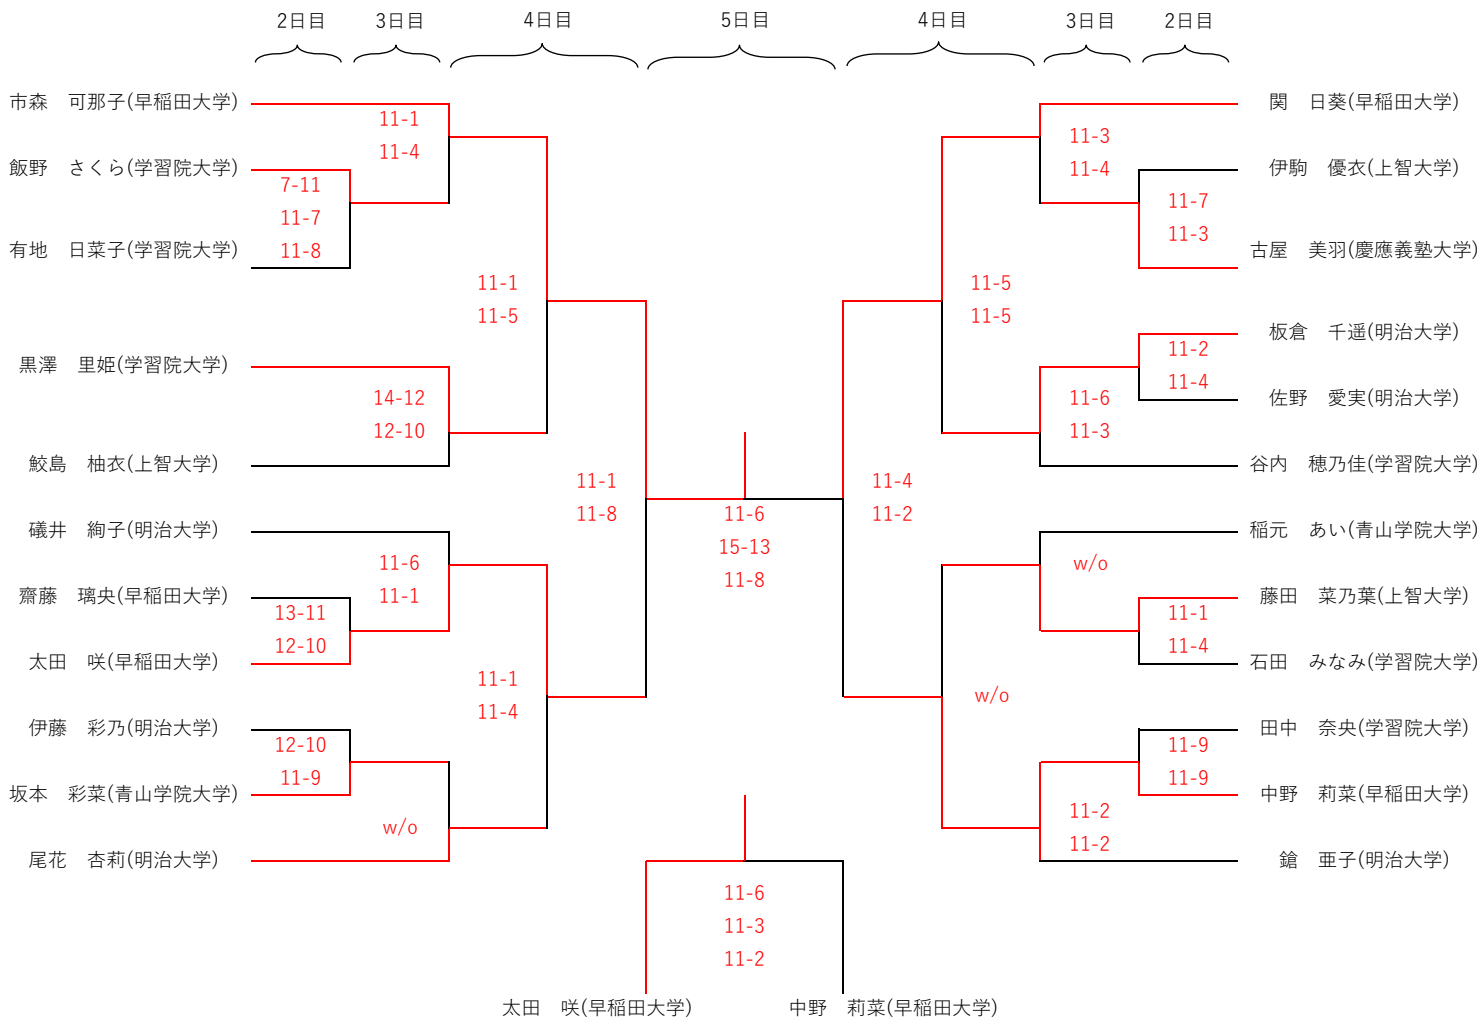 2日目
3日目
4日目
5日目
4日目
3日目
2日目
市森　可那子(早稲田大学)
飯野　さくら(学習院大学)
有地　日菜子(学習院大学)
黒澤　里姫(学習院大学)
鮫島　柚衣(上智大学)
礒井　絢子(明治大学)
齋藤　璃央(早稲田大学)
太田　咲(早稲田大学)
伊藤　彩乃(明治大学)
坂本　彩菜(青山学院大学)
尾花　杏莉(明治大学)
7-11
11-7
11-8
13-11
12-10
12-10
11-9
11-1
11-4
14-12
12-10
11-6
11-1
w/o
11-1
11-5
11-1
11-4
11-1
11-8
11-6
15-13
11-8
11-6
11-3
11-2
太田　咲(早稲田大学)
中野　莉菜(早稲田大学)
11-4
11-2
11-5
11-5
w/o
11-3
11-4
11-6
11-3
w/o
11-2
11-2
11-7
11-3
11-2
11-4
11-1
11-4
11-9
11-9
関　日葵(早稲田大学)
伊駒　優衣(上智大学)
古屋　美羽(慶應義塾大学)
板倉　千遥(明治大学)
佐野　愛実(明治大学)
谷内　穂乃佳(学習院大学)
稲元　あい(青山学院大学)
藤田　菜乃葉(上智大学)
石田　みなみ(学習院大学)
田中　奈央(学習院大学)
中野　莉菜(早稲田大学)
鎗　亜子(明治大学)